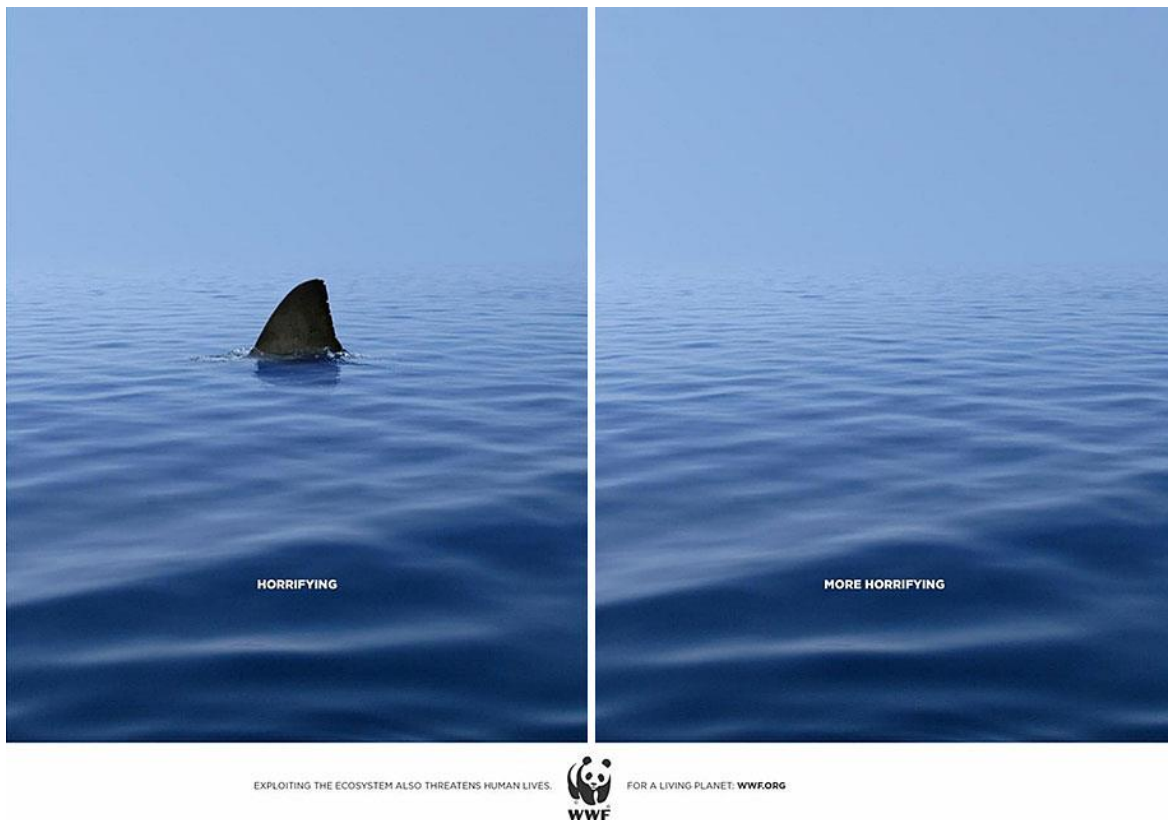 HORRIFYING
MORE HORRIFYING
EXPLOITING THE ECOSYSTEM ALSO THREATENS HUMAN LIVES.
WWF
FOR A LIVING PLANET: WWF.ORG